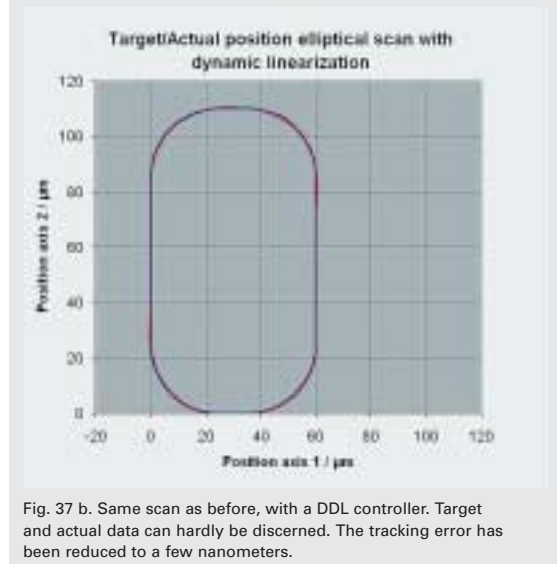 Target/Actual position elliptical scan with
dynamic linearization
120
100
80
60
40
20
0
-20 0 20 40 60 80 100 120
Position axis 2 / µm
Position axis 1 / µm
Fig. 37 b. Same scan as before, with a DDL controller. Target
and actual data can hardly be discerned. The tracking error has
been reduced to a few nanometers.